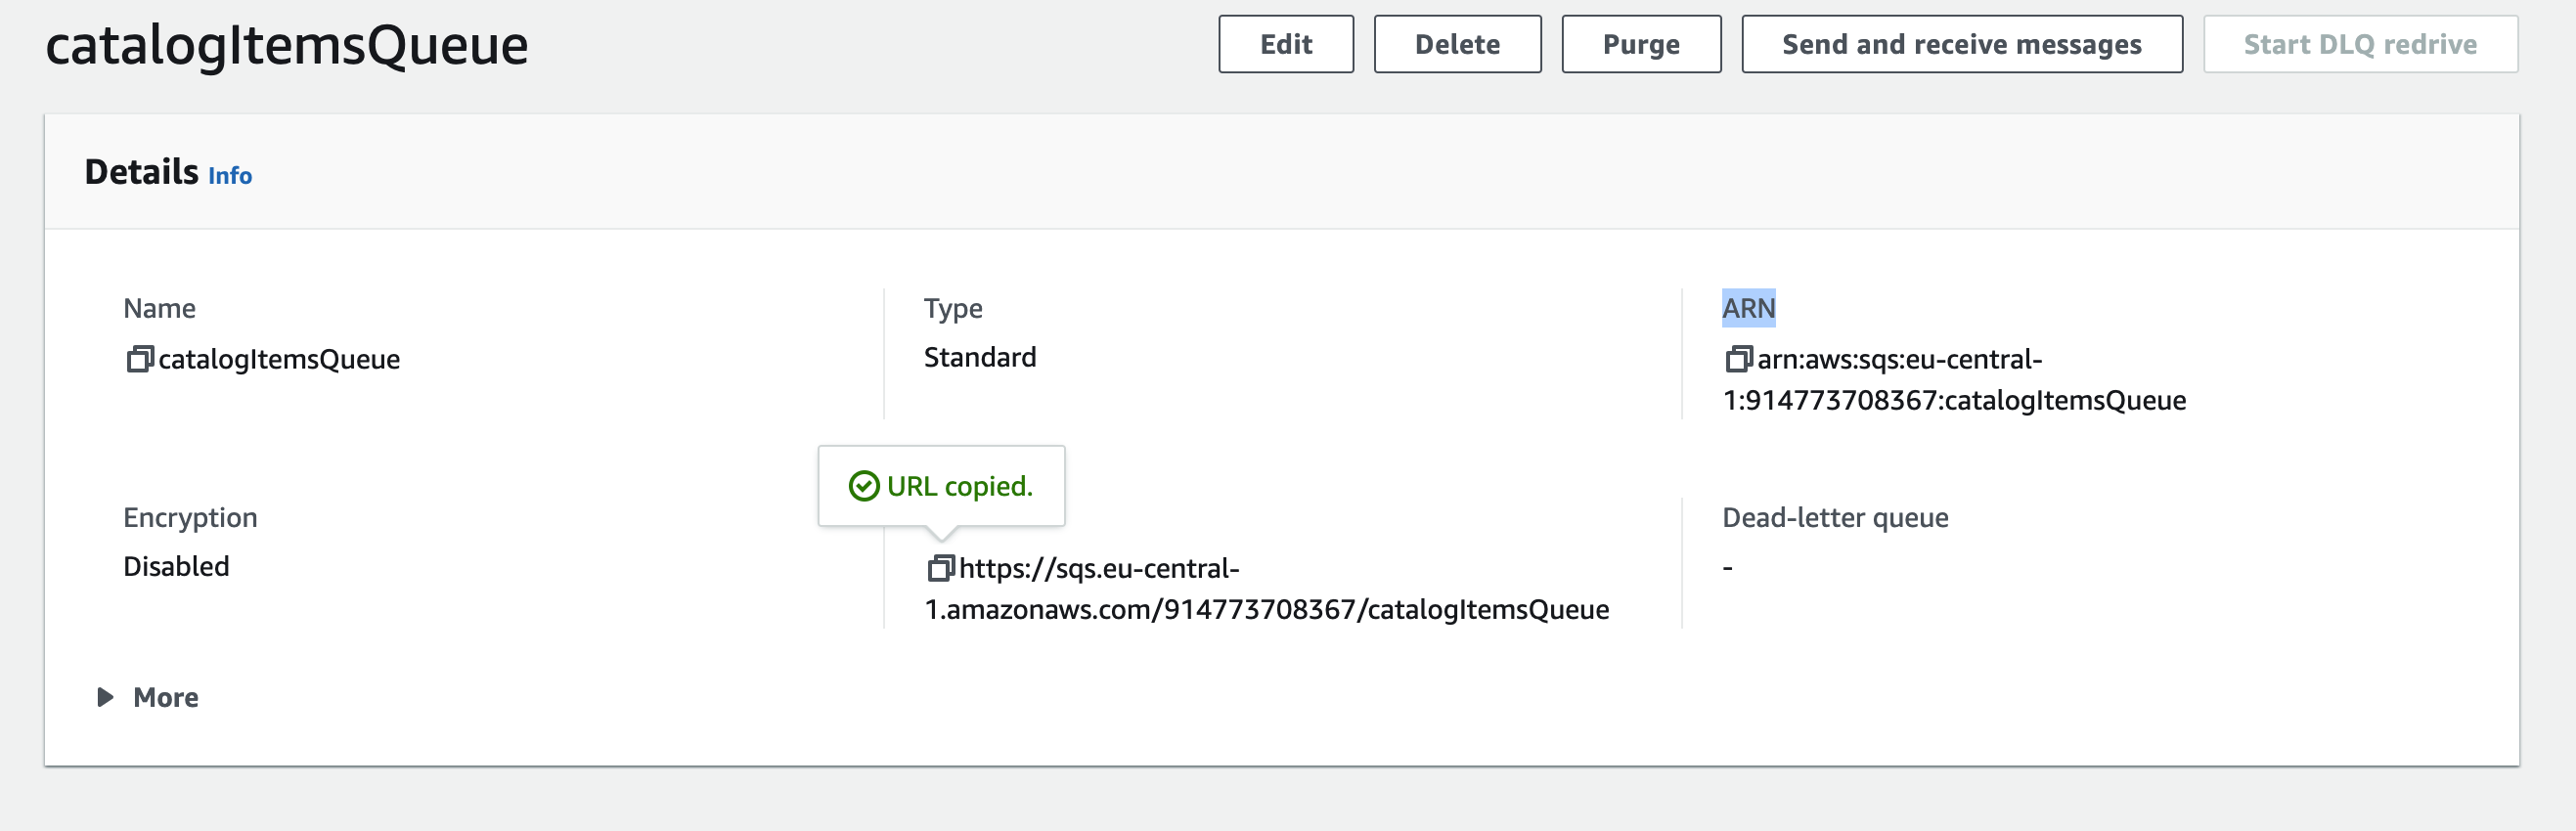 catalogItemsQueue
Edit
Delete
Purge
Send and receive messages
Start DLQ redrive
Details Info
Name
catalogItemsQueue
Type
Standard
ARN
arn:aws:sqs:eu-central-
1:914773708367:catalogItemsQueue
Encryption
Disabled
URL copied.
https://sqs.eu-central-
1.amazonaws.com/914773708367/catalogItemsQueue
Dead-letter queue
-
More